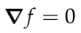 ∇f = 0